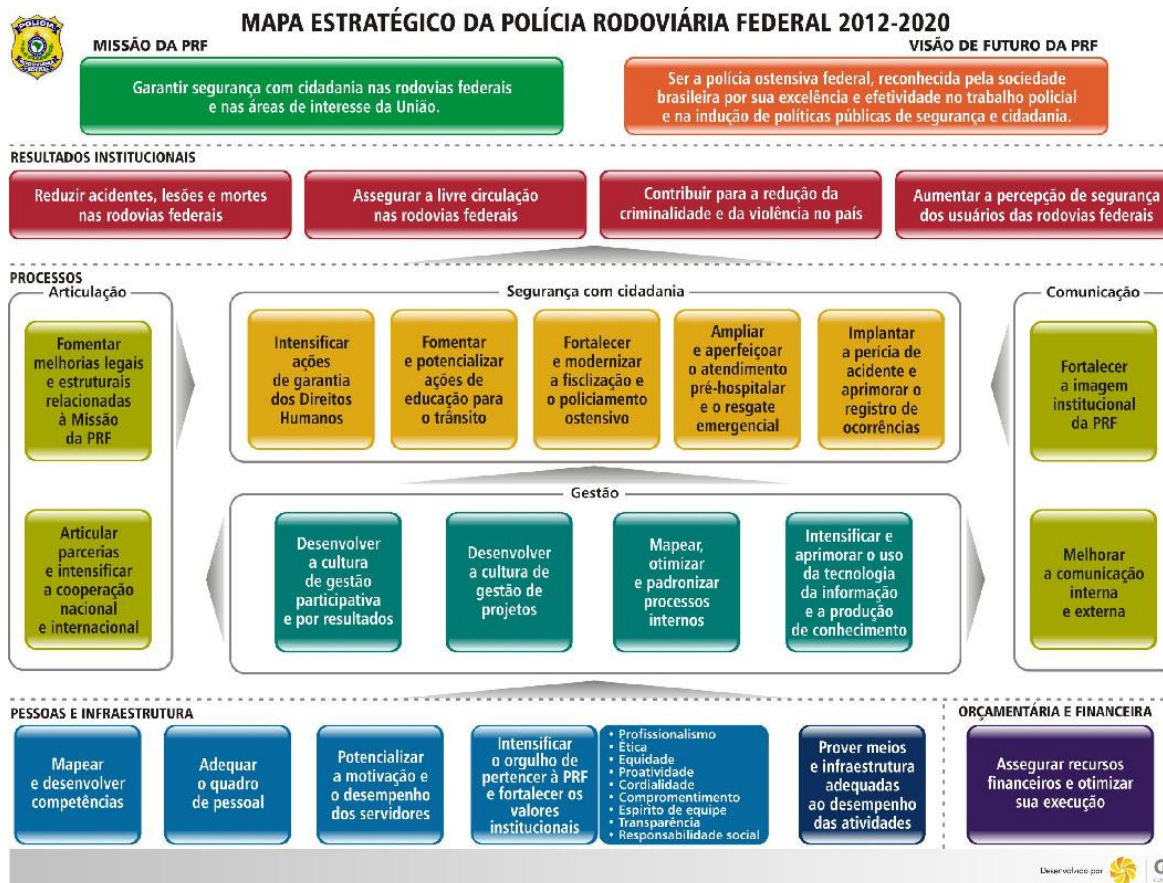 MAPA ESTRATÉGICO DA POLÍCIA RODOVIÁRIA FEDERAL 2012-2020
POLÍCIA
RODOVIÁRIA
FEDERAL
MISSÃO DA PRF
Garantir segurança com cidadania nas rodovias federais
e nas áreas de interesse da União.
VISÃO DE FUTURO DA PRF
Ser a polícia ostensiva federal, reconhecida pela sociedade
brasileira por sua excelência e efetividade no trabalho policial
e na indução de políticas públicas de segurança e cidadania.
RESULTADOS INSTITUCIONAIS
Reduzir acidentes, lesões e mortes
nas rodovias federais
Assegurar a livre circulação
nas rodovias federais
Contribuir para a redução da
criminalidade e da violência no país
Aumentar a percepção de segurança
dos usuários das rodovias federais
PROCESSOS
Articulação
Fomentar
melhorias legais
e estruturais
relacionadas
à Missão
da PRF
Articular
parcerias
e intensificar
a cooperação
nacional
e internacional
Segurança com cidadania
Intensificar
ações
de garantia
dos Direitos
Humanos
Fomentar
e potencializar
ações de
educação para
o trânsito
Fortalecer
e modernizar
a fisclização e
o policiamento
ostensivo
Ampliar
e aperfeiçoar
o atendimento
pré-hospitalar
e o resgate
emergencial
Implantar
a perícia de
acidente e
aprimorar o
registro de
ocorrências
Gestão
Desenvolver
a cultura
de gestão
participativa
e por resultados
Desenvolver
a cultura de
gestão de
projetos
Mapear,
otimizar
e padronizar
processos
internos
Intensificar e
aprimorar o uso
da tecnologia
da informação
e a produção
de conhecimento
Comunicação
Fortalecer
a imagem
institucional
da PRF
Melhorar
a comunicação
interna
e externa
PESSOAS E INFRAESTRUTURA
Mapear
e desenvolver
competências
Adequar
o quadro
de pessoal
Potencializar
a motivação e
o desempenho
dos servidores
Intensificar
o orgulho de
pertencer à PRF
e fortalecer os
valores
institucionais
• Profissionalismo
• Ética
• Equidade
• Proatividade
• Cordialidade
• Compromentimento
• Espírito de equipe
• Transparência
• Responsabilidade social
Prover meios
e infraestrutura
adequadas
ao desempenho
das atividades
ORÇAMENTÁRIA E FINANCEIRA
Assegurar recursos
financeiros e otimizar
sua execução
Desenvolvido por